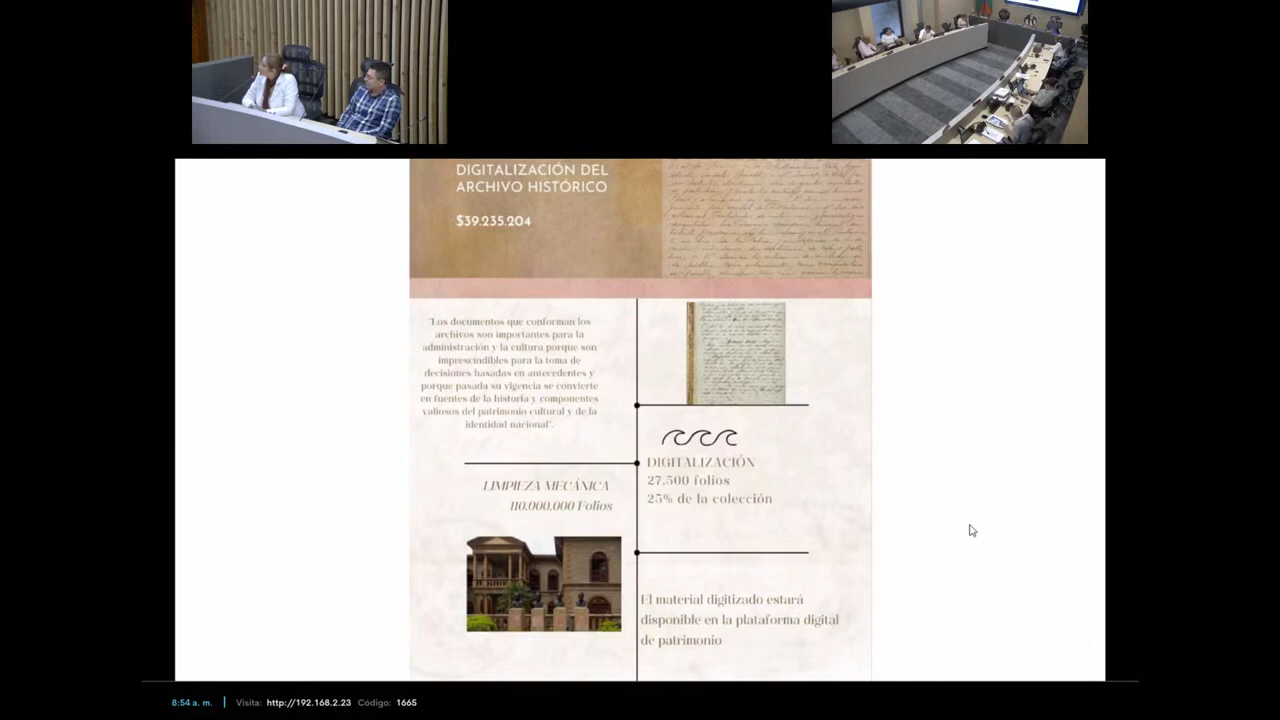 DIGITALIZACIÓN DEL
ARCHIVO HISTÓRICO
$39.235.204
"Los documentos que conforman los
archivos son importantes para la
administración y la cultura porque son
imprescindibles para la toma de
decisiones basadas en antecedentes y
porque pasada su vigencia se convierte
en fuentes de la historia y componentes
valiosos del patrimonio cultural y de la
identidad nacional".
LIMPIEZA MECÁNICA
110.000.000 Folios
DIGITALIZACIÓN
27.500 folios
25% de la colección
El material digitizado estará
disponible en la plataforma digital
de patrimonio
8:54 a. m. | Visita: http://192.168.2.23 Código: 1665